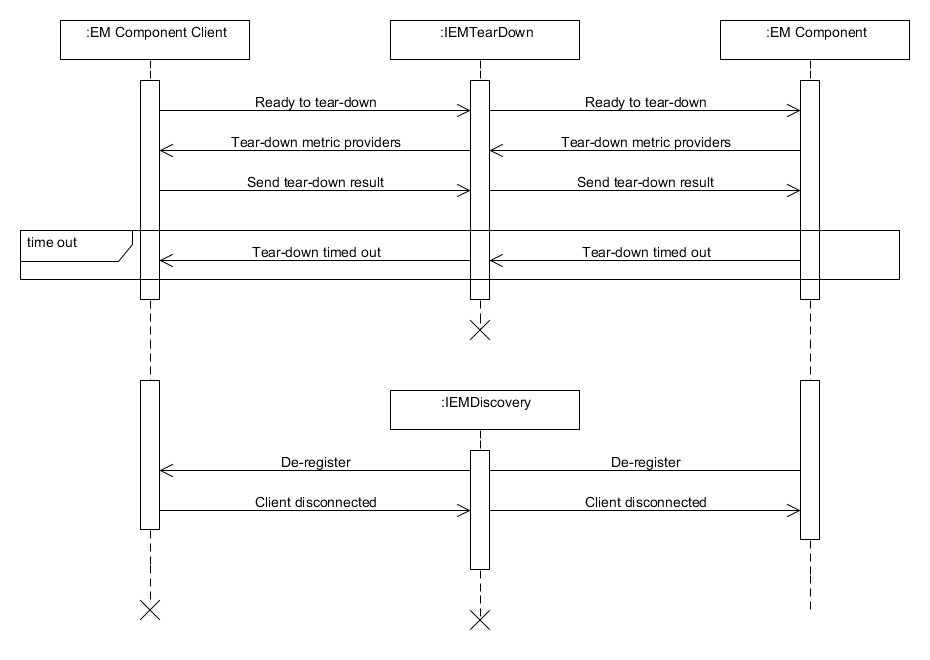 :EM Component Client
:IEMTearDown
:EM Component
Ready to tear-down
Ready to tear-down
Tear-down metric providers
Tear-down metric providers
Send tear-down result
Send tear-down result
time out
Tear-down timed out
Tear-down timed out
:IEMDiscovery
De-register
De-register
Client disconnected
Client disconnected